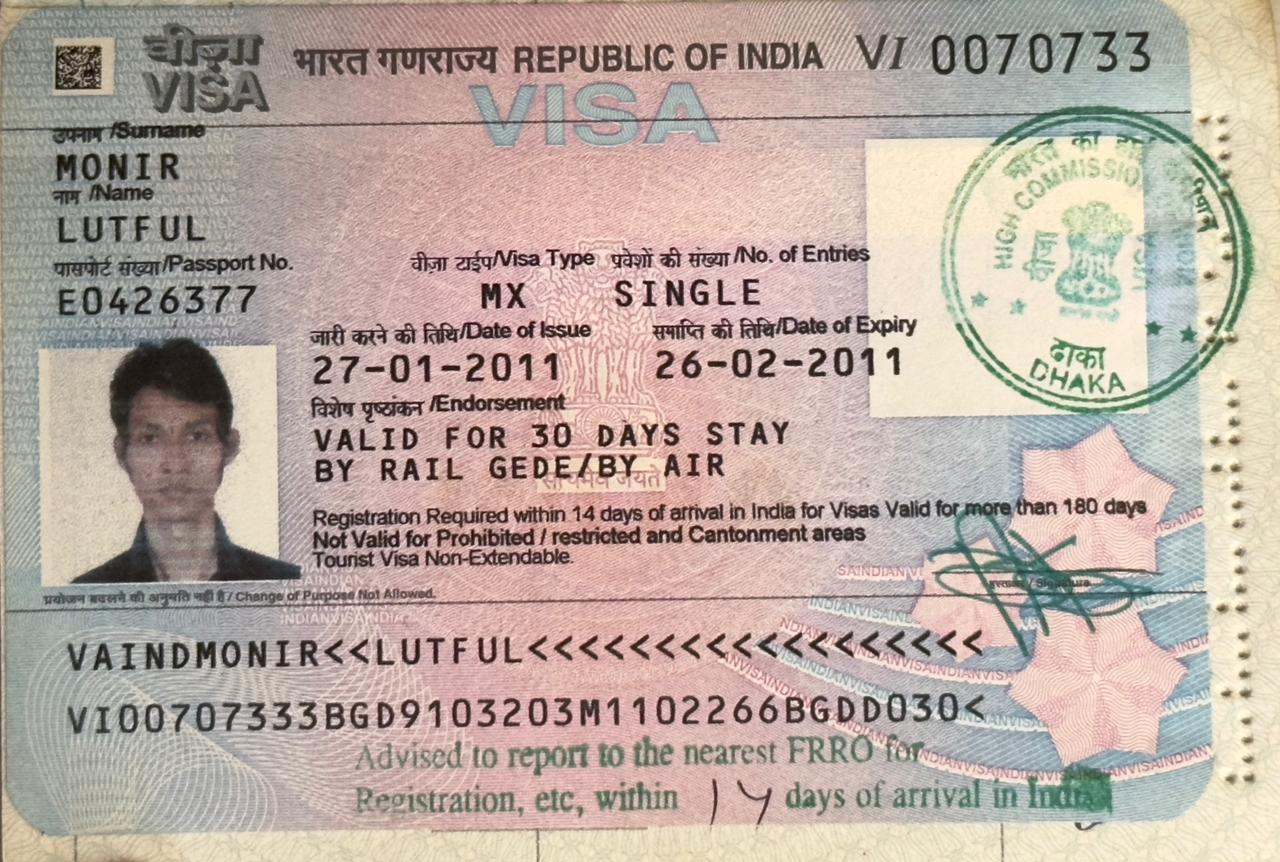 वीज़ा
VISA
भारत गणराज्य REPUBLIC OF INDIA VI 0070733
VISA
उपनाम /Surname
MONIR
नाम /Name
LUTFUL
पासपोर्ट संख्या/Passport No.
E0426377
वीज़ा टाईप/Visa Type प्रवेशों की संख्या/No. of Entries
MX SINGLE
जारी करने की तिथि/Date of Issue समाप्ति की तिथि/Date of Expiry
27-01-2011 26-02-2011
विशेष पृष्ठांकन /Endorsement
VALID FOR 30 DAYS STAY
BY RAIL GEDE/BY AIR
सत्यमेव जयते
Registration Required within 14 days of arrival in India for Visas Valid for more than 180 days
Not Valid for Prohibited / restricted and Cantonment areas
Tourist Visa Non-Extendable.
हस्ताक्षर / Signature
प्रयोजन बदलने की अनुमति नहीं है / Change of Purpose Not Allowed.
भारत का हाई
HIGH COMMISSIO
वीज़ा
ढाका
DHAKA
VAINDMONIR<<LUTFUL<<<<<<<<<<<<<<<<<<<<
VI00707333BGD9103203M1102266BGDD030<
Advised to report to the nearest FRRO for
Registration, etc, within 14 days of arrival in India